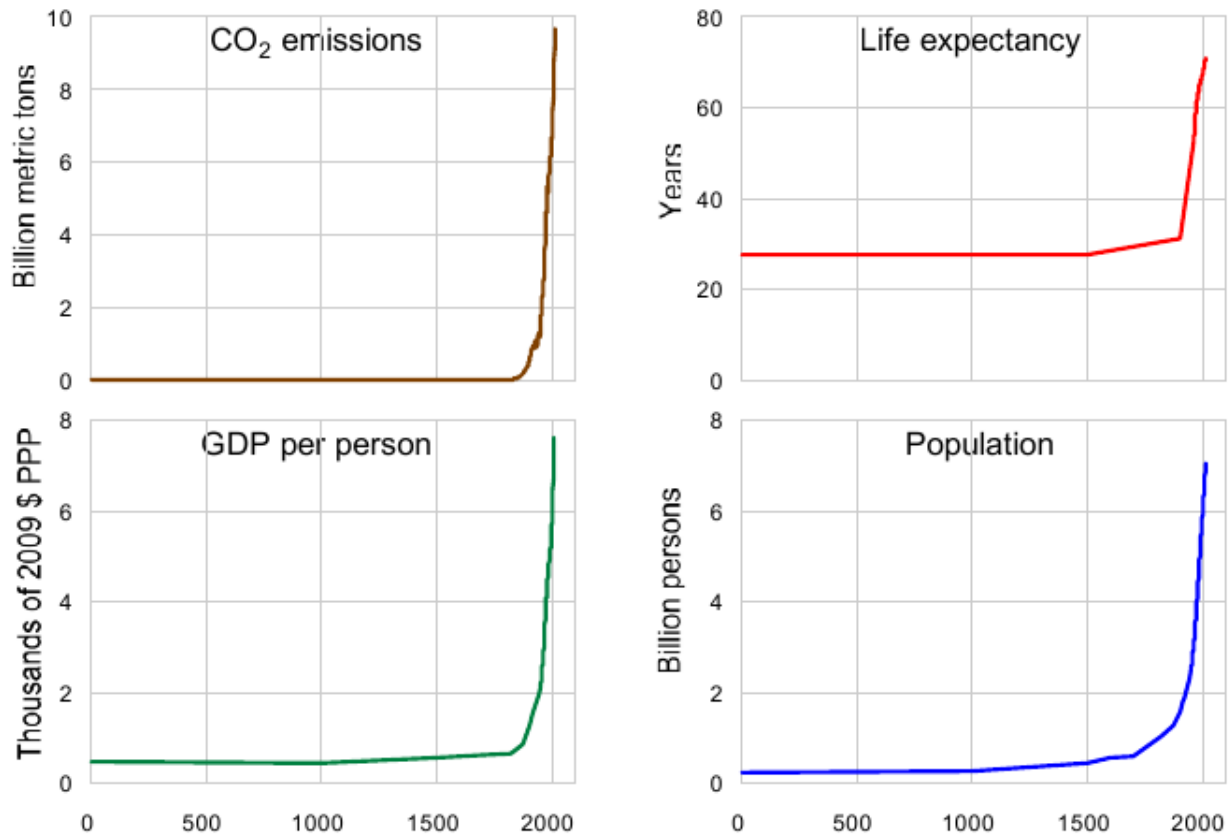 CO₂ emissions
Billion metric tons
10
8
6
4
2
0
Life expectancy
Years
80
60
40
20
0
GDP per person
Thousands of 2009 $ PPP
8
6
4
2
0
0 500 1000 1500 2000
Population
Billion persons
8
6
4
2
0
0 500 1000 1500 2000